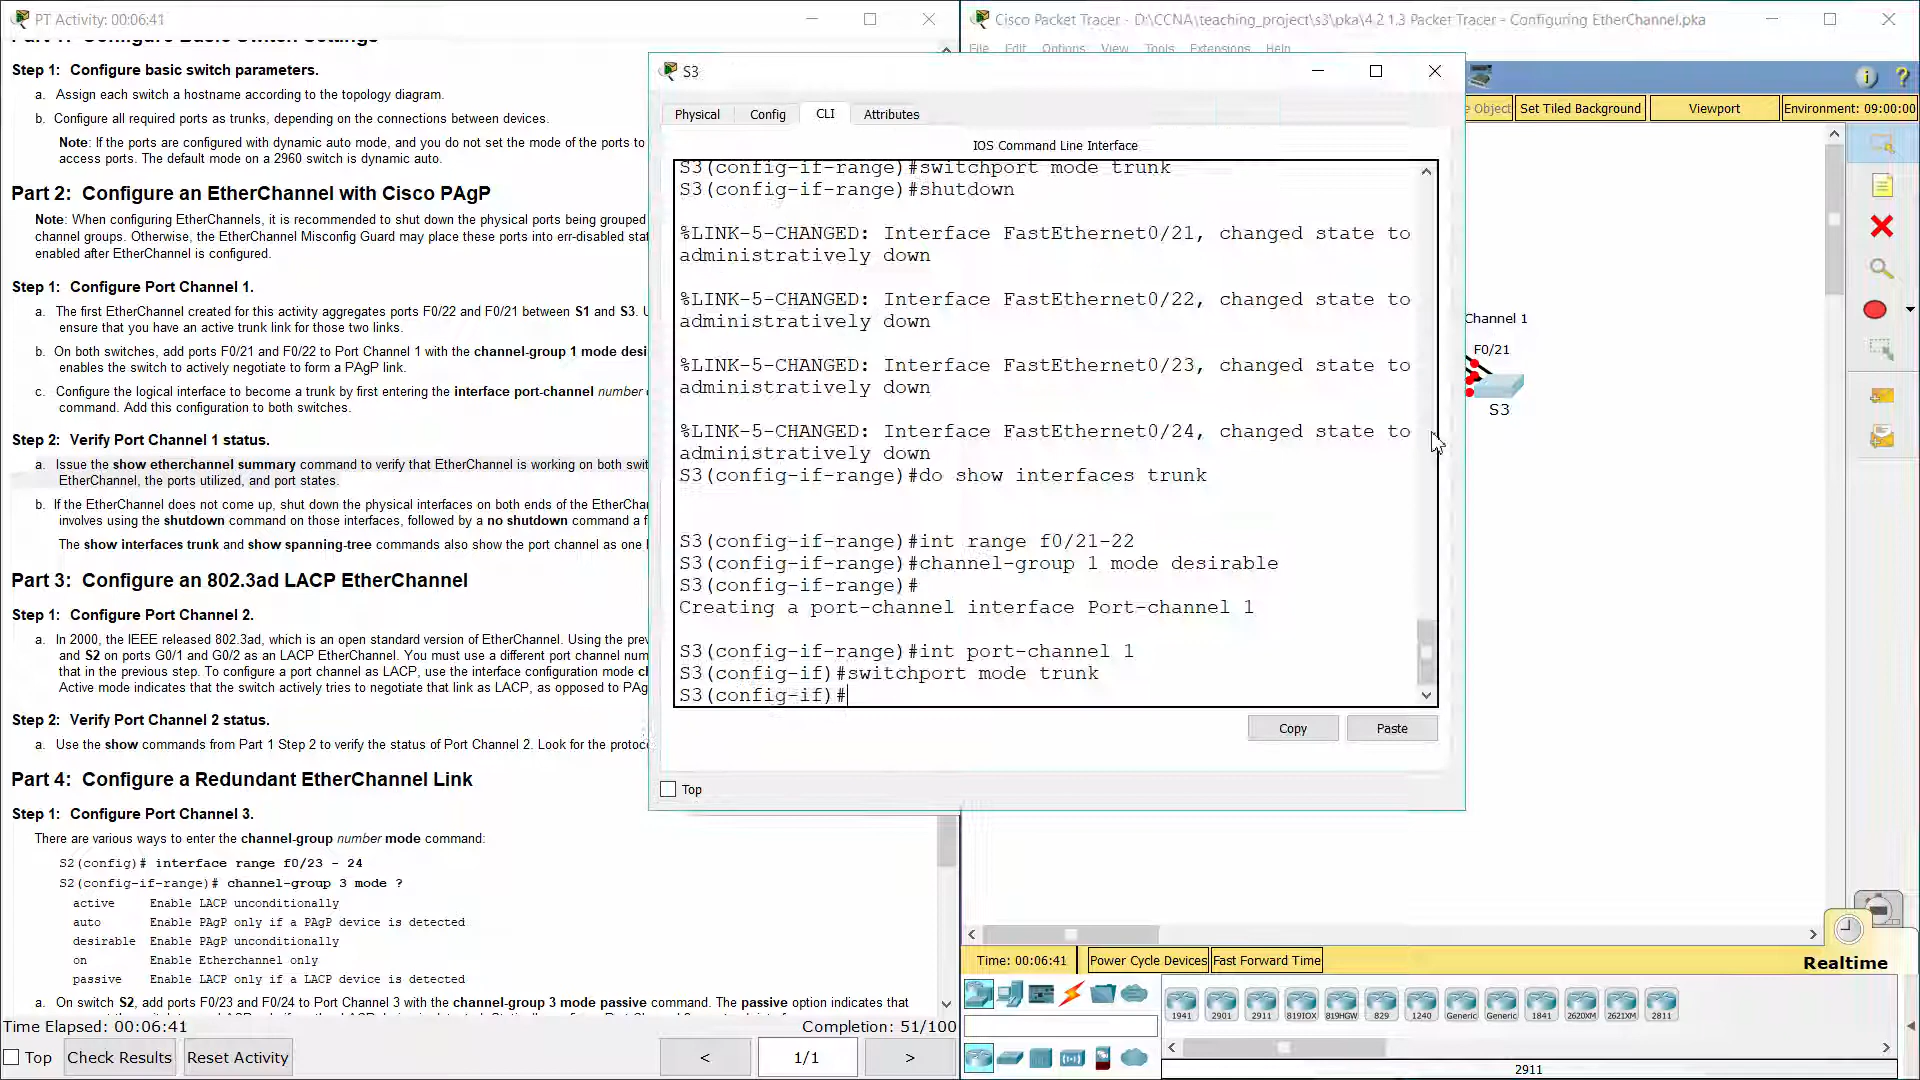 PT Activity: 00:06:41
Step 1: Configure basic switch parameters.
a. Assign each switch a hostname according to the topology diagram.
b. Configure all required ports as trunks, depending on the connections between devices.
Note: If the ports are configured with dynamic auto mode, and you do not set the mode of the ports to
access ports. The default mode on a 2960 switch is dynamic auto.
Part 2: Configure an EtherChannel with Cisco PAgP
Note: When configuring EtherChannels, it is recommended to shut down the physical ports being grouped
channel groups. Otherwise, the EtherChannel Misconfig Guard may place these ports into err-disabled sta
enabled after EtherChannel is configured.
Step 1: Configure Port Channel 1.
a. The first EtherChannel created for this activity aggregates ports F0/22 and F0/21 between S1 and S3. U
ensure that you have an active trunk link for those two links.
b. On both switches, add ports F0/21 and F0/22 to Port Channel 1 with the channel-group 1 mode desi
enables the switch to actively negotiate to form a PAgP link.
c. Configure the logical interface to become a trunk by first entering the interface port-channel number
command. Add this configuration to both switches.
Step 2: Verify Port Channel 1 status.
a. Issue the show etherchannel summary command to verify that EtherChannel is working on both swit
EtherChannel, the ports utilized, and port states.
b. If the EtherChannel does not come up, shut down the physical interfaces on both ends of the EtherCha
involves using the shutdown command on those interfaces, followed by a no shutdown command a f
The show interfaces trunk and show spanning-tree commands also show the port channel as one
Part 3: Configure an 802.3ad LACP EtherChannel
Step 1: Configure Port Channel 2.
a. In 2000, the IEEE released 802.3ad, which is an open standard version of EtherChannel. Using the prev
and S2 on ports G0/1 and G0/2 as an LACP EtherChannel. You must use a different port channel num
that in the previous step. To configure a port channel as LACP, use the interface configuration mode c
Active mode indicates that the switch actively tries to negotiate that link as LACP, as opposed to PAg
Step 2: Verify Port Channel 2 status.
a. Use the show commands from Part 1 Step 2 to verify the status of Port Channel 2. Look for the protoc
Part 4: Configure a Redundant EtherChannel Link
Step 1: Configure Port Channel 3.
There are various ways to enter the channel-group number mode command:
S2(config)# interface range f0/23 - 24
S2(config-if-range)# channel-group 3 mode ?
active Enable LACP unconditionally
auto Enable PAgP only if a PAgP device is detected
desirable Enable PAgP unconditionally
on Enable Etherchannel only
passive Enable LACP only if a LACP device is detected
a. On switch S2, add ports F0/23 and F0/24 to Port Channel 3 with the channel-group 3 mode passive command. The passive option indicates that
Time Elapsed: 00:06:41
Completion: 51/100
Top
Check Results
Reset Activity
<
1/1
>
S3
Physical Config CLI Attributes
IOS Command Line Interface
S3(config-if-range)#switchport mode trunk
S3(config-if-range)#shutdown
%LINK-5-CHANGED: Interface FastEthernet0/21, changed state to
administratively down
%LINK-5-CHANGED: Interface FastEthernet0/22, changed state to
administratively down
%LINK-5-CHANGED: Interface FastEthernet0/23, changed state to
administratively down
%LINK-5-CHANGED: Interface FastEthernet0/24, changed state to
administratively down
S3(config-if-range)#do show interfaces trunk
S3(config-if-range)#int range f0/21-22
S3(config-if-range)#channel-group 1 mode desirable
S3(config-if-range)#
Creating a port-channel interface Port-channel 1
S3(config-if-range)#int port-channel 1
S3(config-if)#switchport mode trunk
S3(config-if)#
Copy
Paste
Top
Cisco Packet Tracer - D:\CCNA\teaching_project\s3\pka\4.2.1.3 Packet Tracer - Configuring EtherChannel.pka
File Edit Options View Tools Extensions Help
e Object Set Tiled Background Viewport Environment: 09:00:00
Channel 1
F0/21
S3
Time: 00:06:41 Power Cycle Devices Fast Forward Time
Realtime
1941 2901 2911 819IOX 819HGW 829 1240 Generic Generic 1841 2620XM 2621XM 2811
2911